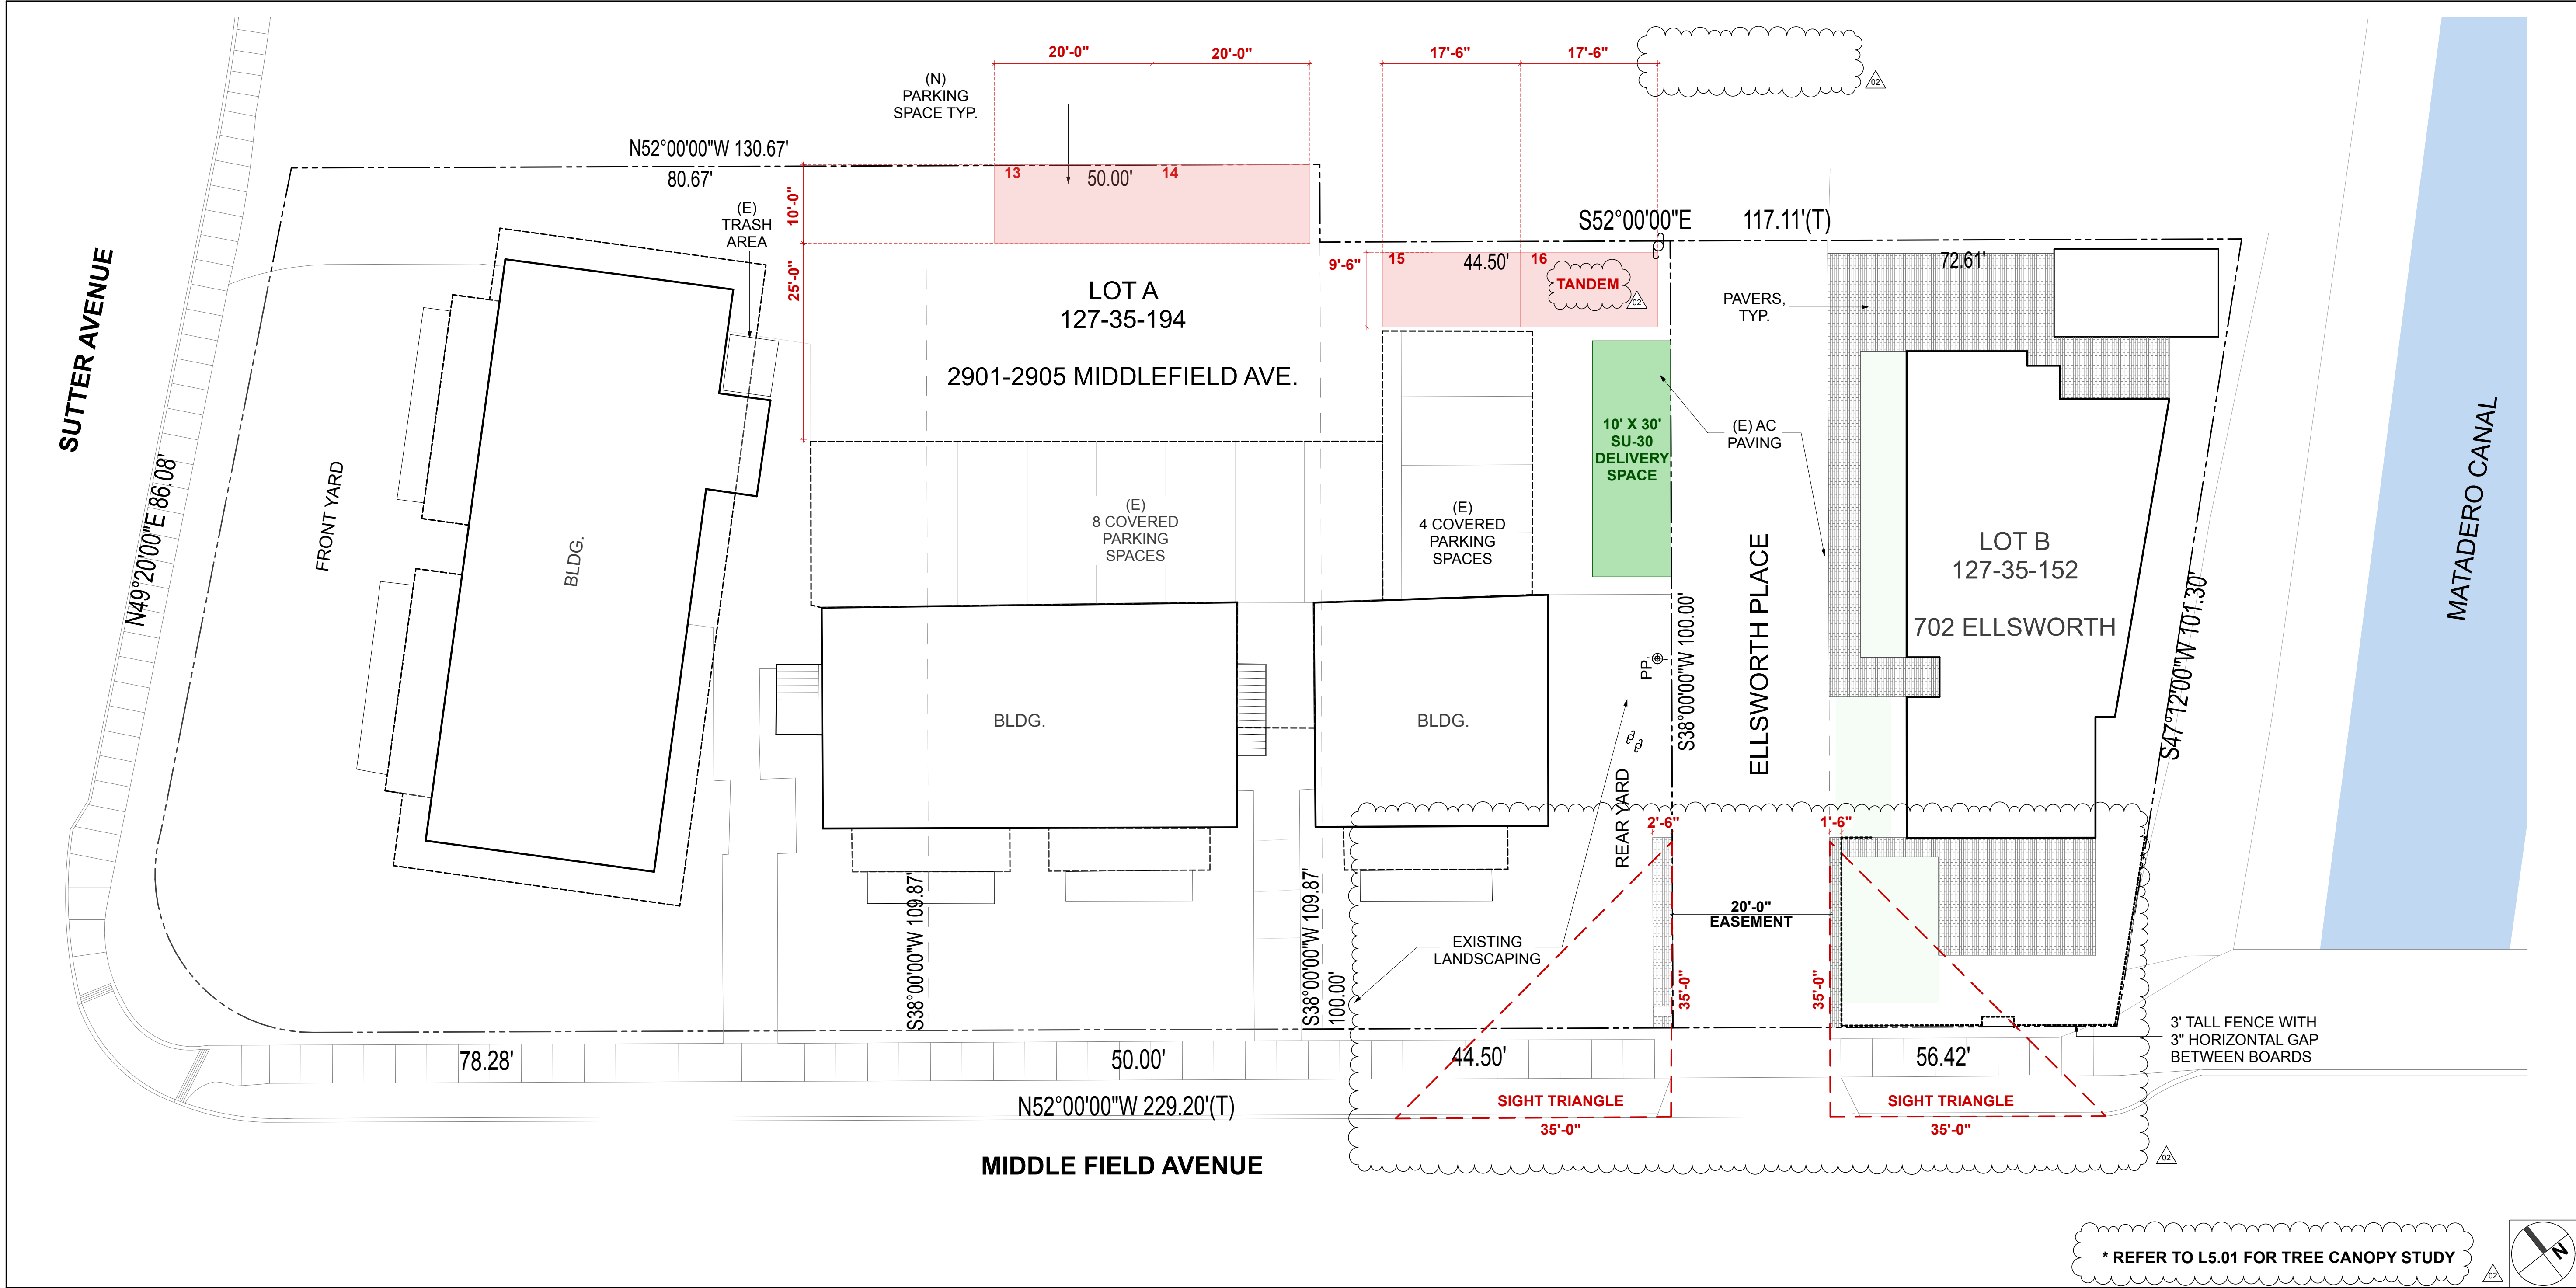 20'-0"
20'-0"
17'-6"
17'-6"
02
(N)
PARKING
SPACE TYP.
N52°00'00"W 130.67'
80.67'
13
50.00'
14
10'-0"
25'-0"
(E)
TRASH
AREA
S52°00'00"E
117.11'(T)
9'-6"
15
44.50'
16
TANDEM
02
72.61'
PAVERS,
TYP.
LOT A
127-35-194
2901-2905 MIDDLEFIELD AVE.
SUTTER AVENUE
N49°20'00"E 86.08'
FRONT YARD
BLDG.
(E)
8 COVERED
PARKING
SPACES
(E)
4 COVERED
PARKING
SPACES
10' X 30'
SU-30
DELIVERY
SPACE
(E) AC
PAVING
ELLSWORTH PLACE
LOT B
127-35-152
702 ELLSWORTH
MATADERO CANAL
S47°12'00"W 101.30'
S38°00'00"W 100.00'
PP
BLDG.
BLDG.
REAR YARD
2'-6"
1'-6"
20'-0"
EASEMENT
EXISTING
LANDSCAPING
S38°00'00"W 109.87'
S38°00'00"W 109.87'
100.00'
35'-0"
35'-0"
3' TALL FENCE WITH
3" HORIZONTAL GAP
BETWEEN BOARDS
78.28'
50.00'
44.50'
56.42'
N52°00'00"W 229.20'(T)
SIGHT TRIANGLE
SIGHT TRIANGLE
35'-0"
35'-0"
MIDDLE FIELD AVENUE
02
* REFER TO L5.01 FOR TREE CANOPY STUDY
02
N